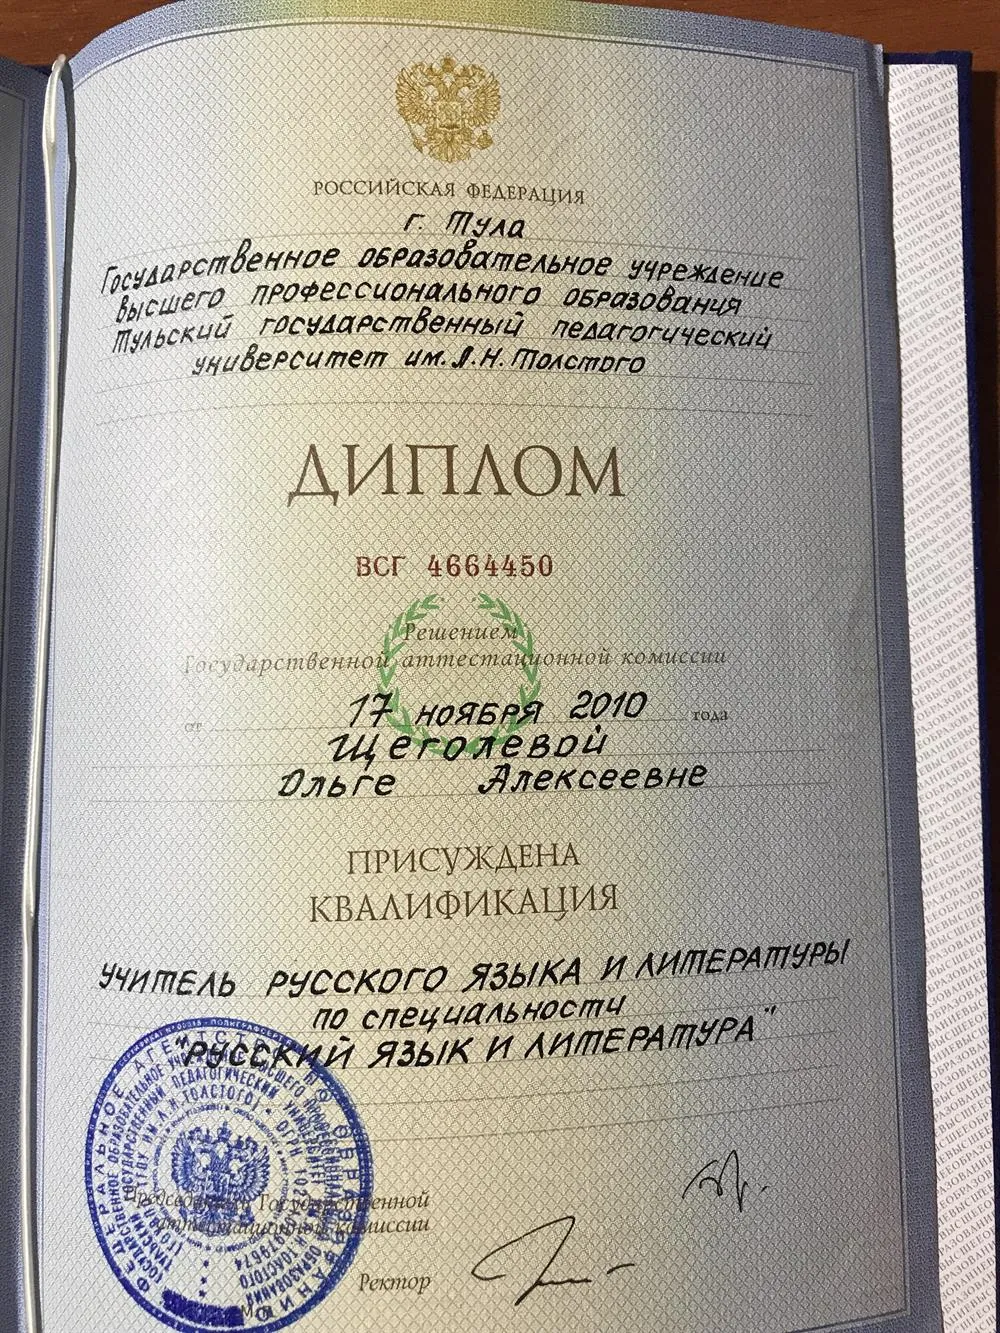 РОССИЙСКАЯ ФЕДЕРАЦИЯ
г. Тула
Государственное образовательное учреждение
высшего профессионального образования
Тульский государственный педагогический
университет им. Л.Н. Толстого
ДИПЛОМ
ВСГ 4664450
Решением
Государственной аттестационной комиссии
от 17 ноября 2010 года
Щеголевой
Ольге Алексеевне
ПРИСУЖДЕНА
КВАЛИФИКАЦИЯ
УЧИТЕЛЬ РУССКОГО ЯЗЫКА И ЛИТЕРАТУРЫ
по специальности
"РУССКИЙ ЯЗЫК И ЛИТЕРАТУРА"
Председатель Государственной
аттестационной комиссии
Ректор